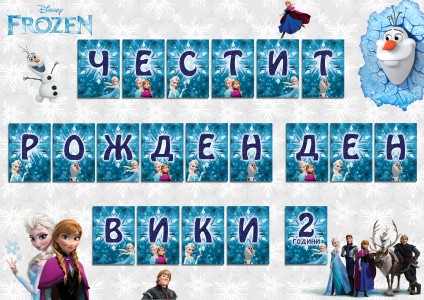 Disney
FROZEN
ЧЕСТИТ
РОЖДЕН ДЕН
ВИКИ 2
ГОДИНИ